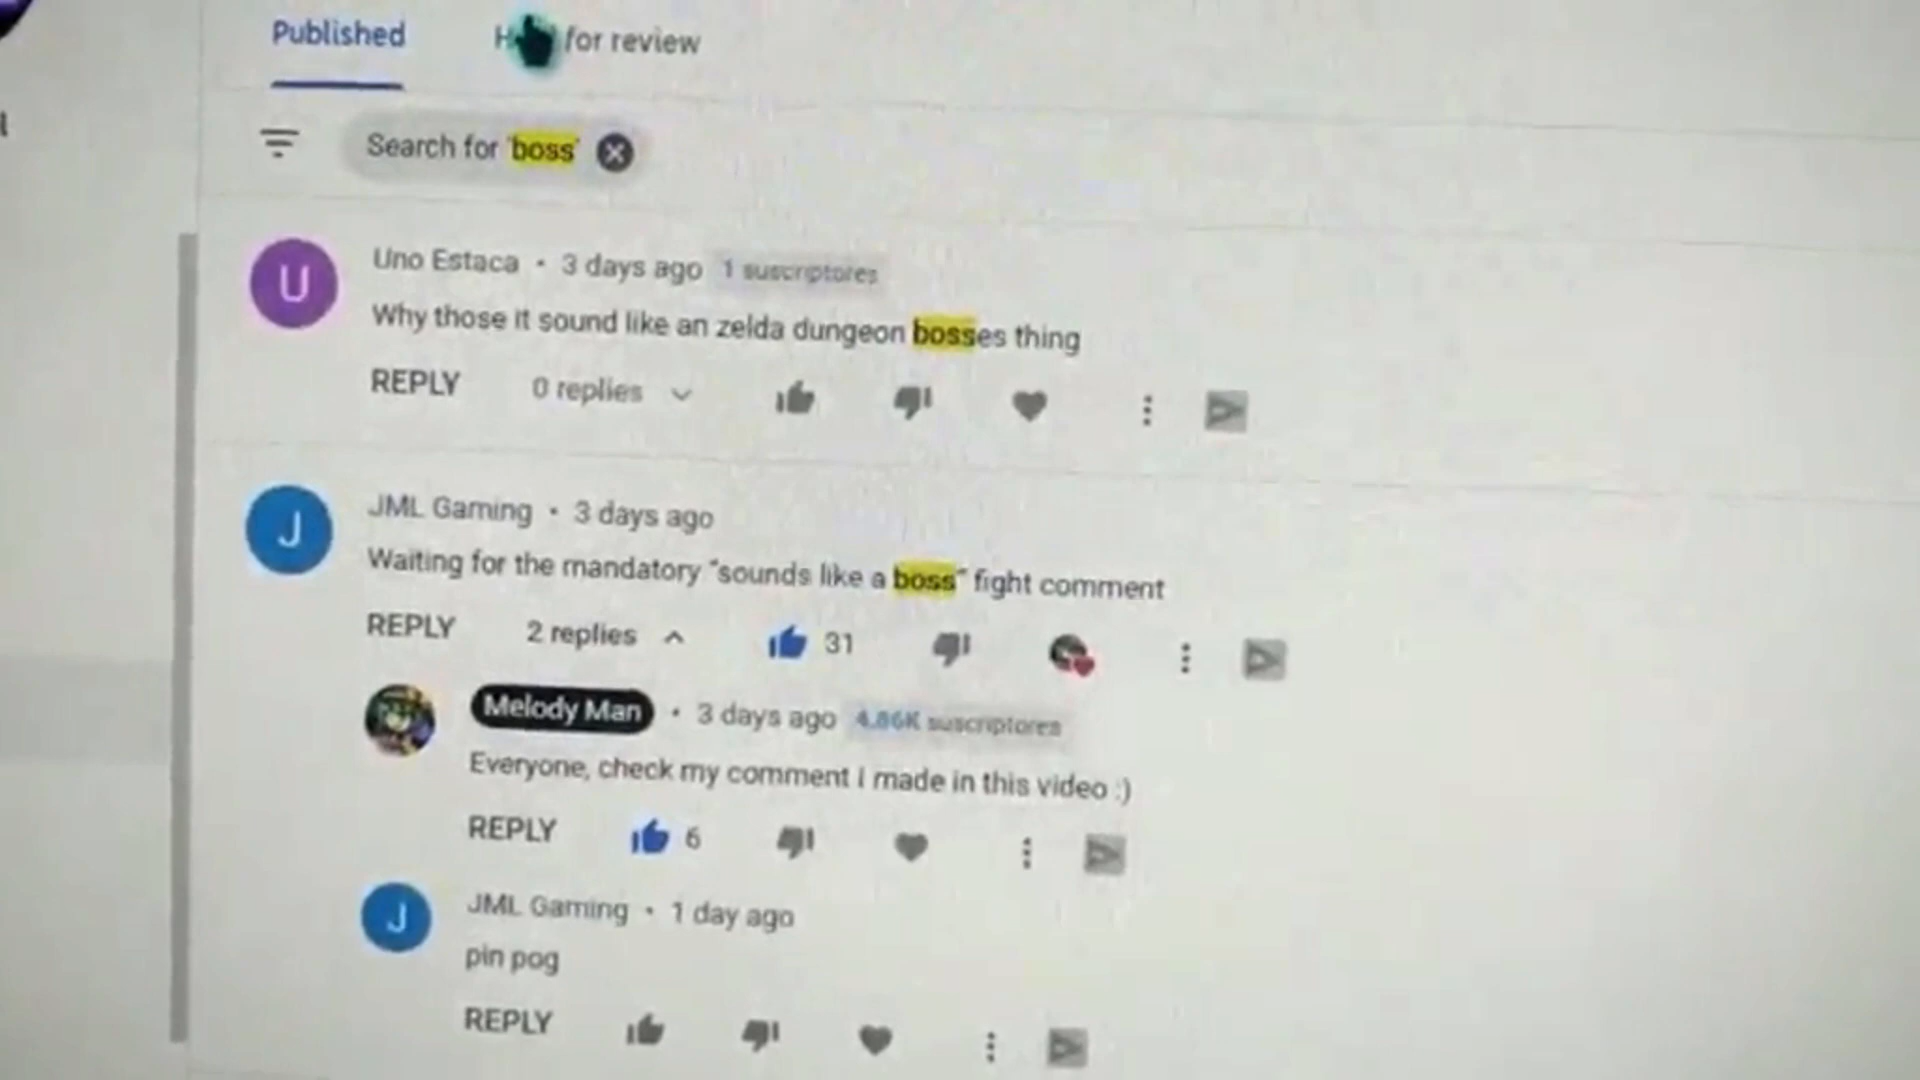 Published
for review
Search for 'boss'
U
Uno Estaca • 3 days ago 1 suscriptores
Why those it sound like an zelda dungeon bosses thing
REPLY 0 replies
J
JML Gaming • 3 days ago
Waiting for the mandatory "sounds like a boss" fight comment
REPLY 2 replies 31
Melody Man • 3 days ago 4.86K suscriptores
Everyone, check my comment I made in this video :)
REPLY 6
J
JML Gaming • 1 day ago
pin pog
REPLY